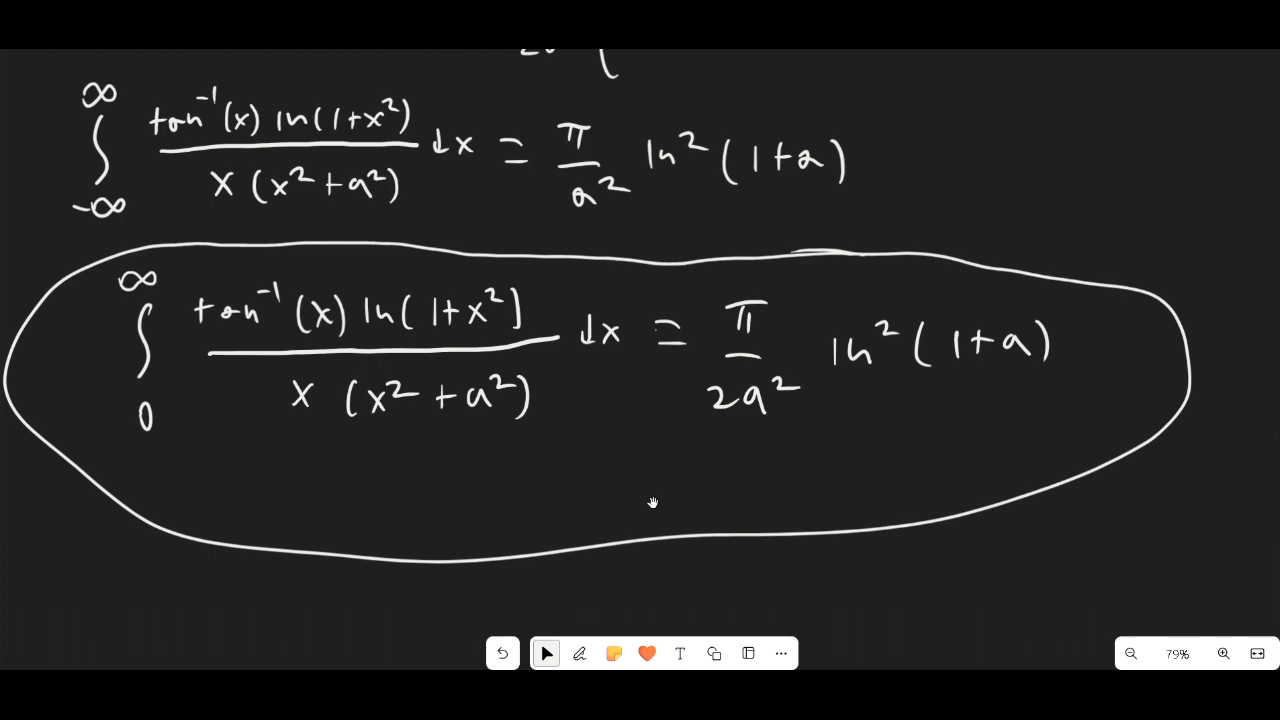 ∫_{-∞}^{∞} tan⁻¹(x) ln(1+x²) / x(x²+a²) dx = π/a² ln²(1+a)
∫_{0}^{∞} tan⁻¹(x) ln(1+x²] / x(x²+a²) dx = π/2a² ln²(1+a)
T
79%